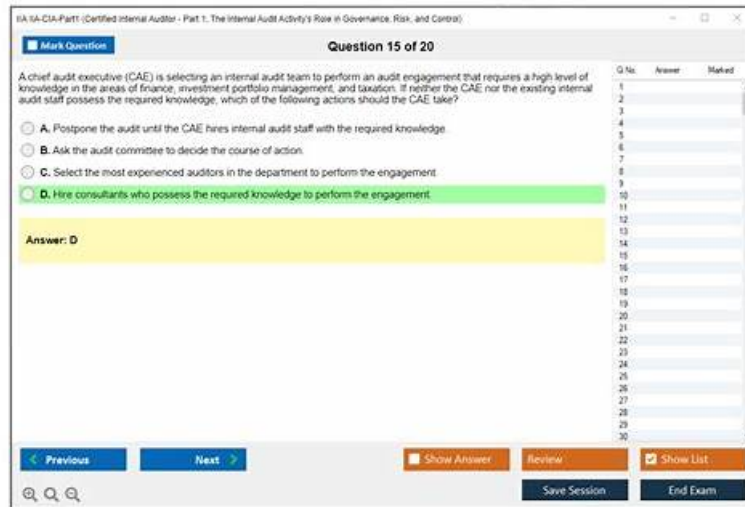 IIA IIA-CIA-Part1 (Certified Internal Auditor - Part 1, The Internal Audit Activity's Role in Governance, Risk, and Control)
Mark Question
Question 15 of 20
A chief audit executive (CAE) is selecting an internal audit team to perform an audit engagement that requires a high level of
knowledge in the areas of finance, investment portfolio management, and taxation. If neither the CAE nor the existing internal
audit staff possess the required knowledge, which of the following actions should the CAE take?
A. Postpone the audit until the CAE hires internal audit staff with the required knowledge.
B. Ask the audit committee to decide the course of action.
C. Select the most experienced auditors in the department to perform the engagement
D. Hire consultants who possess the required knowledge to perform the engagement.
Answer: D
Q.No. Answer Marked
1
2
3
4
5
6
7
8
9
10
11
12
13
14
15
16
17
18
19
20
21
22
23
24
25
26
27
28
29
30
Previous
Next
Show Answer
Review
Show List
Save Session
End Exam